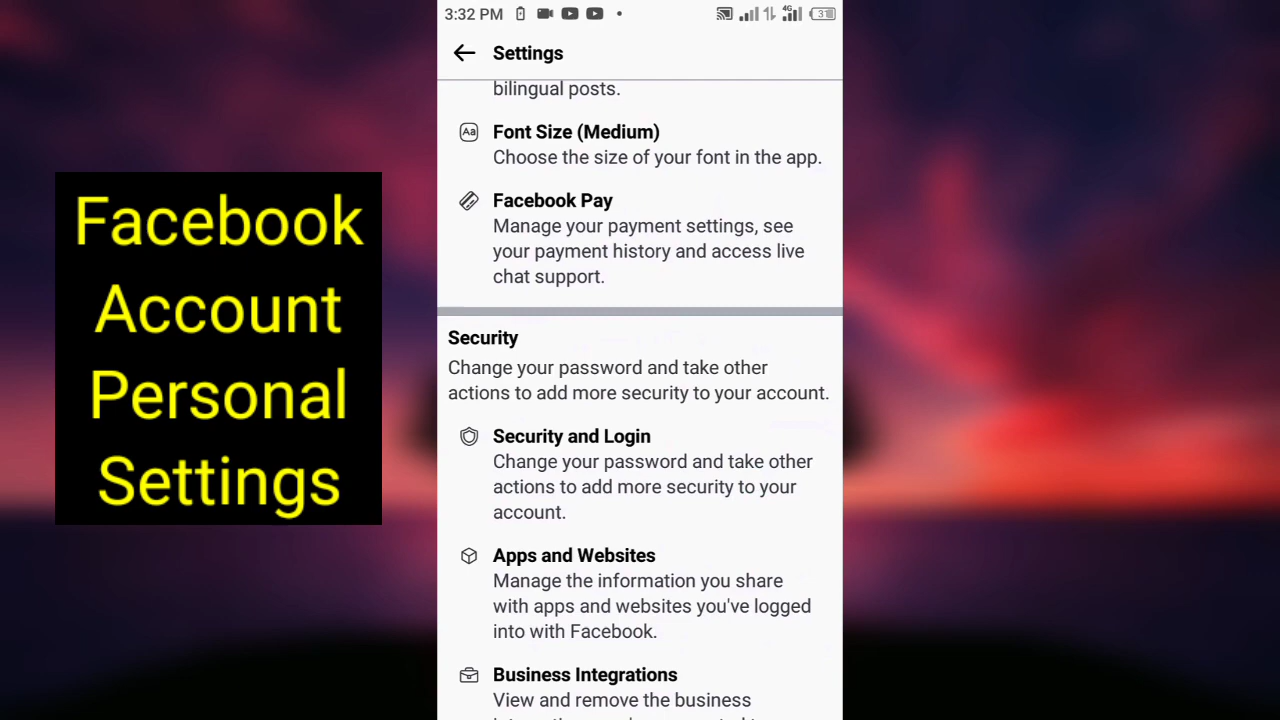 Facebook
Account
Personal
Settings
3:32 PM
4G
31
Settings
bilingual posts.
Aa
Font Size (Medium)
Choose the size of your font in the app.
Facebook Pay
Manage your payment settings, see
your payment history and access live
chat support.
Security
Change your password and take other
actions to add more security to your account.
Security and Login
Change your password and take other
actions to add more security to your
account.
Apps and Websites
Manage the information you share
with apps and websites you've logged
into with Facebook.
Business Integrations
View and remove the business